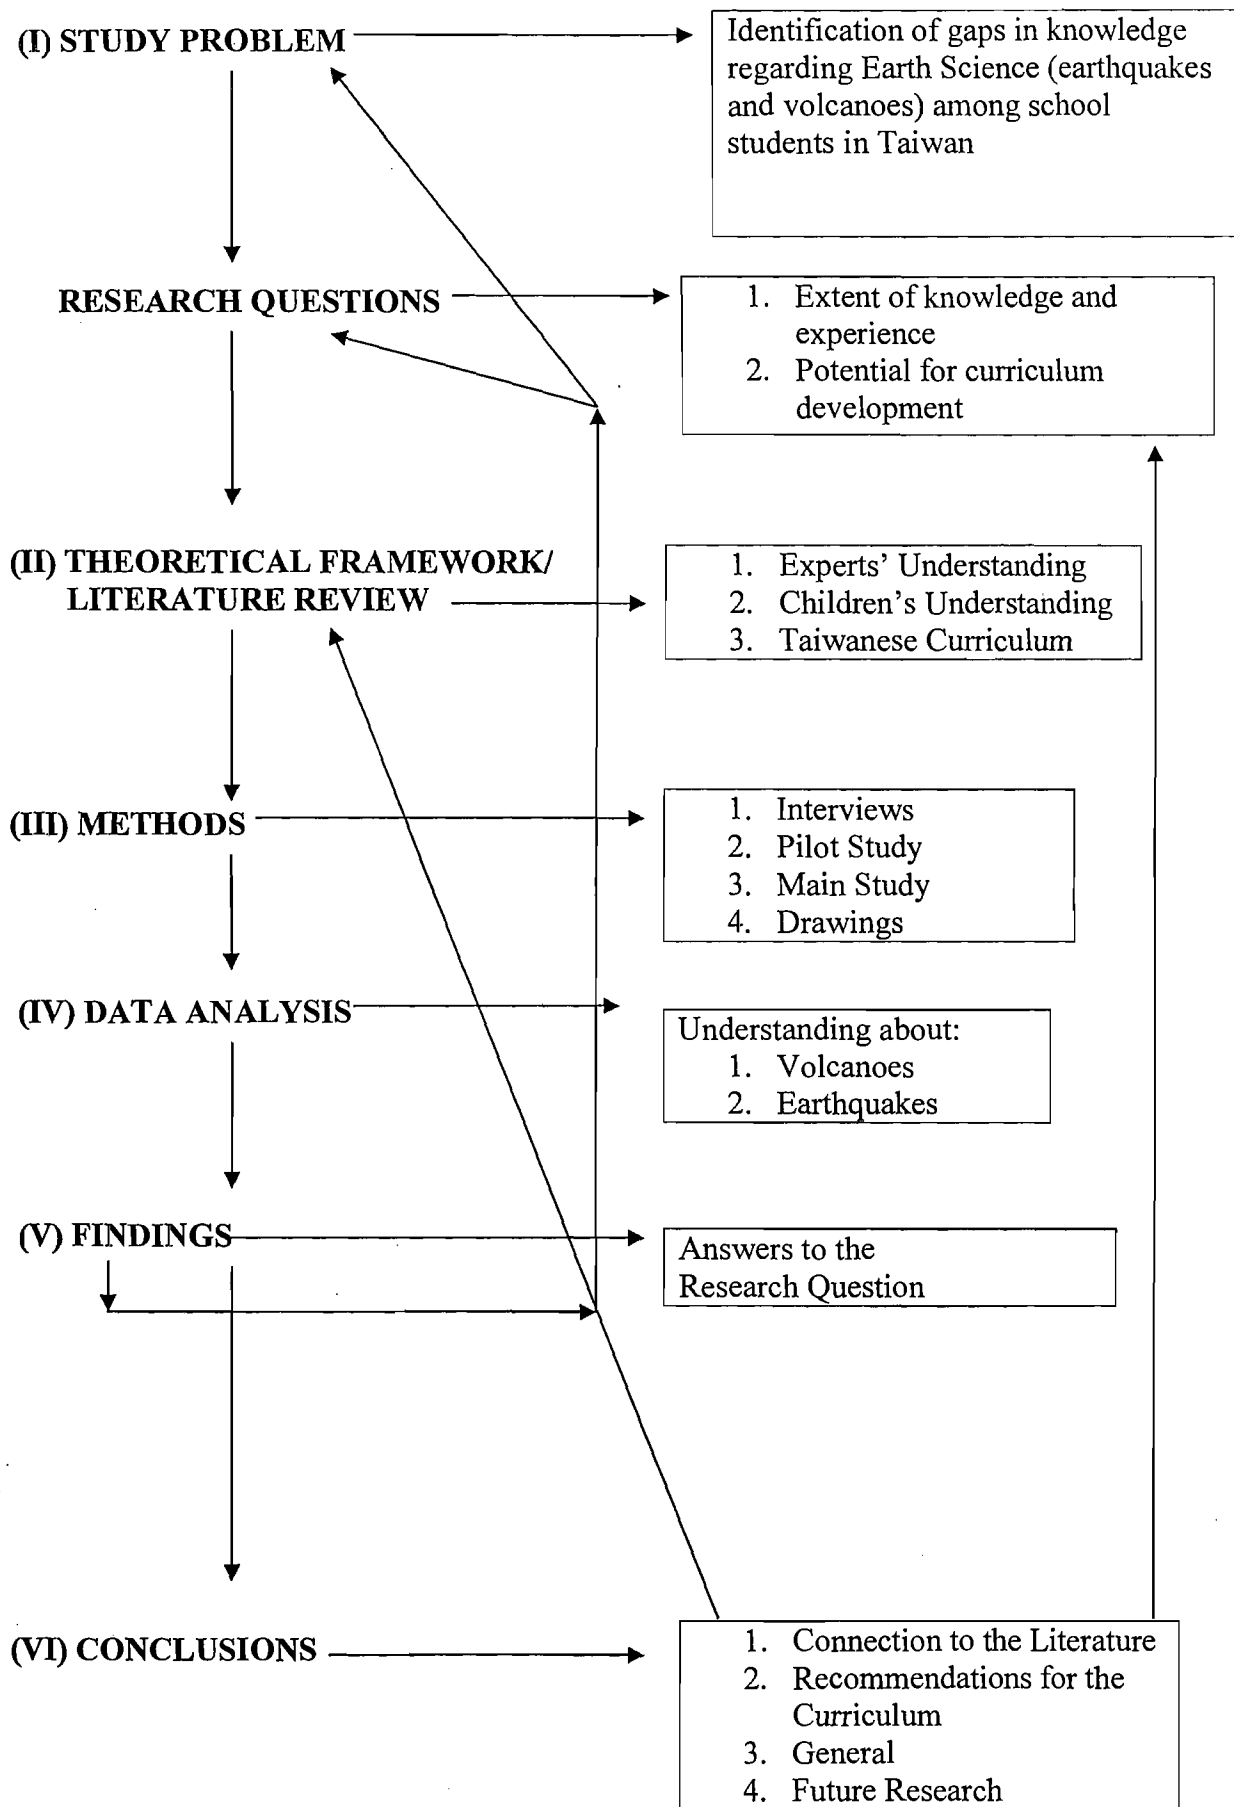 (I) STUDY PROBLEM
Identification of gaps in knowledge
regarding Earth Science (earthquakes
and volcanoes) among school
students in Taiwan
RESEARCH QUESTIONS
1. Extent of knowledge and
experience
2. Potential for curriculum
development
(II) THEORETICAL FRAMEWORK/
LITERATURE REVIEW
1. Experts’ Understanding
2. Children’s Understanding
3. Taiwanese Curriculum
(III) METHODS
1. Interviews
2. Pilot Study
3. Main Study
4. Drawings
(IV) DATA ANALYSIS
Understanding about:
1. Volcanoes
2. Earthquakes
(V) FINDINGS
Answers to the
Research Question
(VI) CONCLUSIONS
1. Connection to the Literature
2. Recommendations for the
Curriculum
3. General
4. Future Research